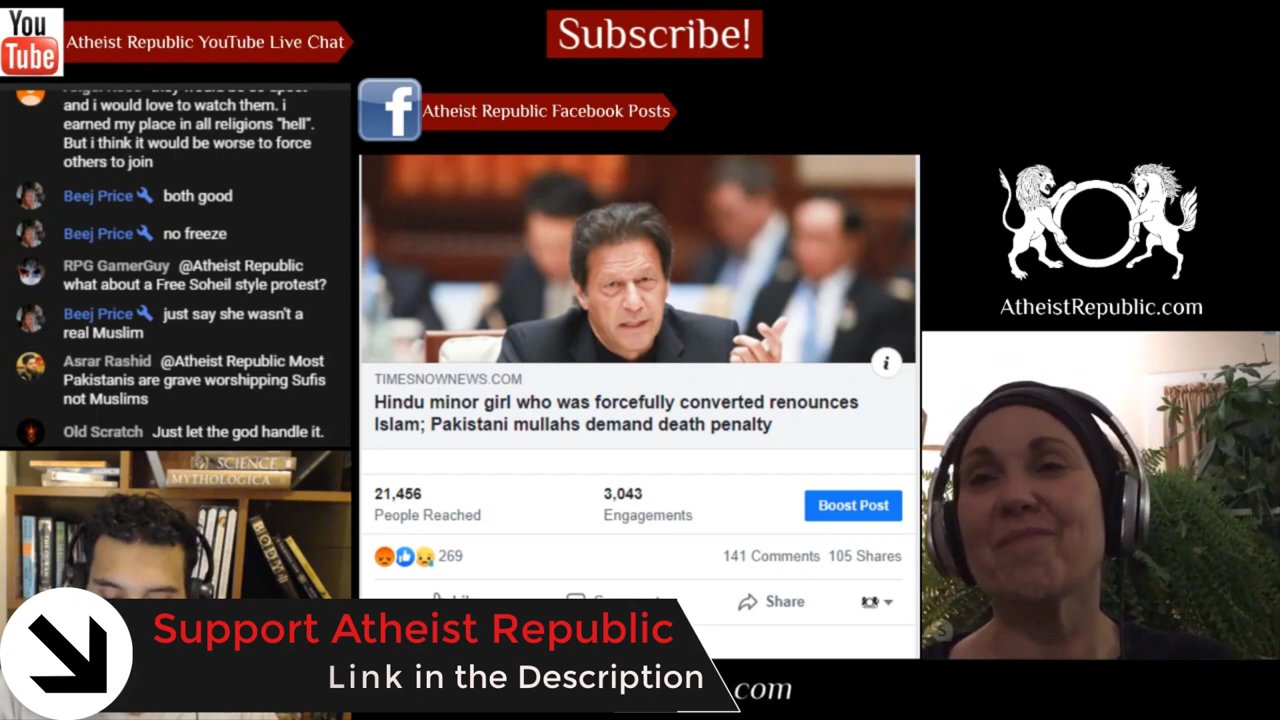 You
Tube
Atheist Republic YouTube Live Chat
Subscribe!
Atheist Republic Facebook Posts
and i would love to watch them. i
earned my place in all religions "hell".
But i think it would be worse to force
others to join
Beej Price both good
Beej Price no freeze
RPG GamerGuy @Atheist Republic
what about a Free Soheil style protest?
Beej Price just say she wasn't a
real Muslim
Asrar Rashid @Atheist Republic Most
Pakistanis are grave worshipping Sufis
not Muslims
Old Scratch Just let the god handle it.
f
i
TIMESNOWNEWS.COM
Hindu minor girl who was forcefully converted renounces
Islam; Pakistani mullahs demand death penalty
21,456
People Reached
3,043
Engagements
Boost Post
269
141 Comments 105 Shares
Share
AtheistRepublic.com
SCIENCE
MYTHOLOGICA
BODY
Support Atheist Republic
Link in the Description
.com